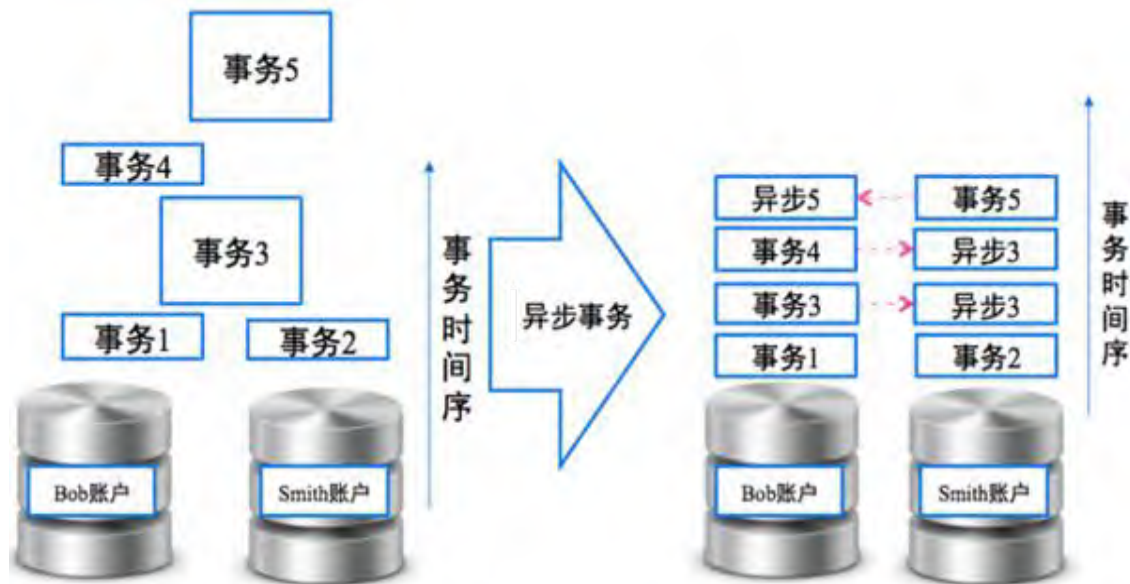 事务5
事务4
事务3
事务1
事务2
Bob账户
Smith账户
事务时间序
异步事务
异步5
事务5
事务4
异步3
事务3
异步3
事务1
事务2
Bob账户
Smith账户
事务时间序